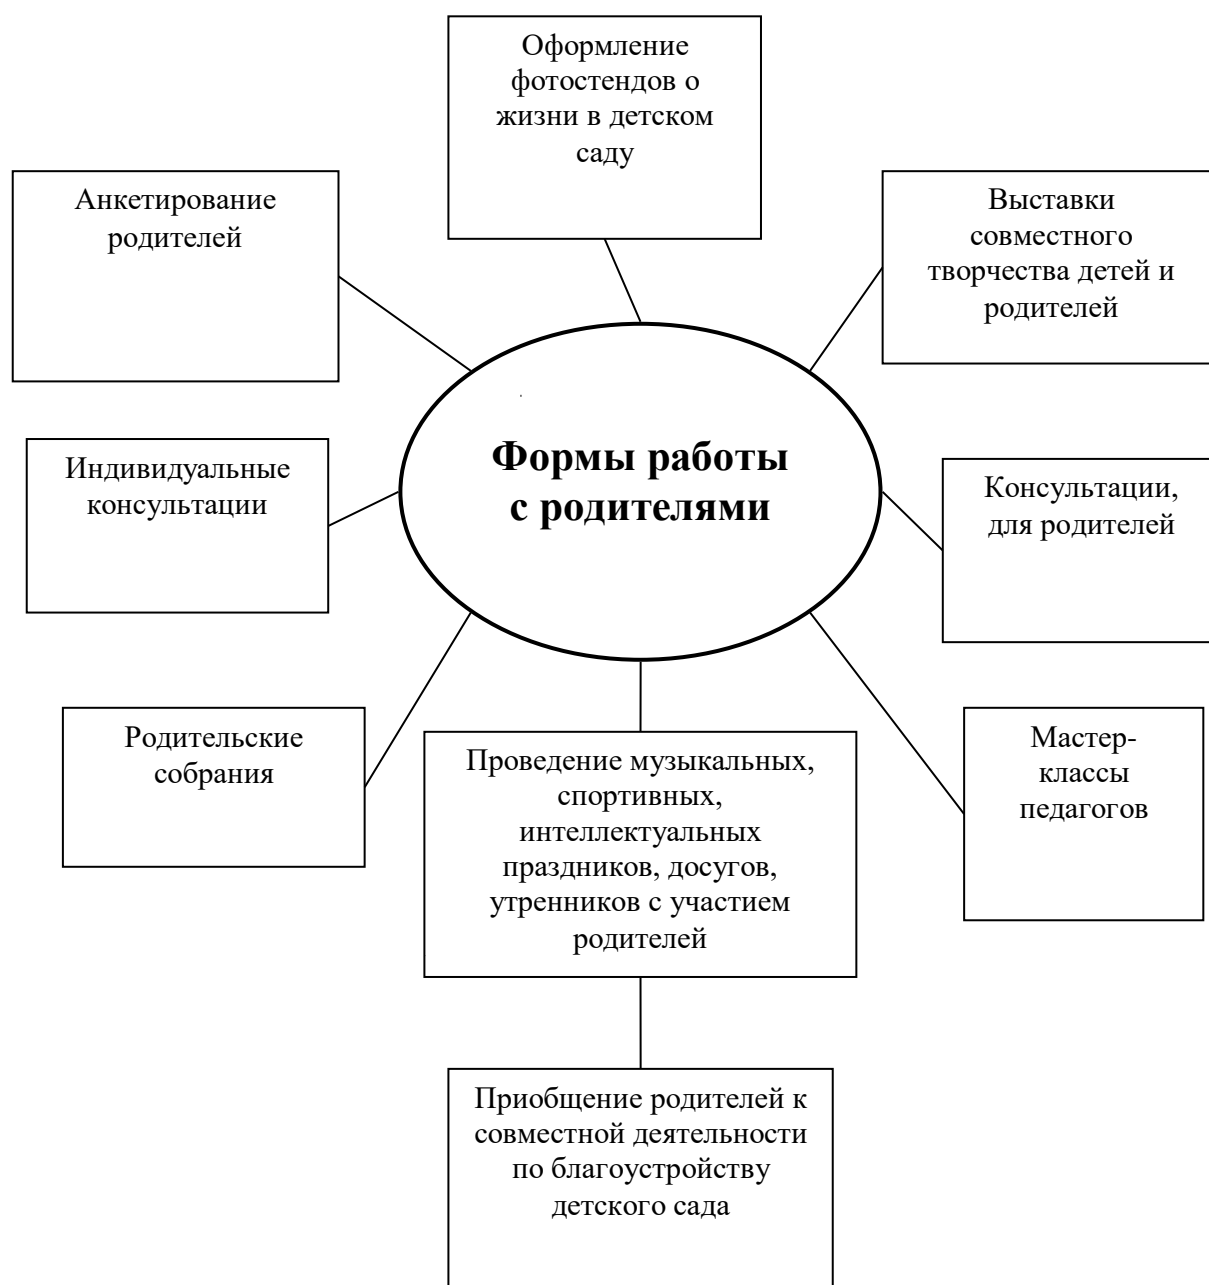 Оформление
фотостендов о
жизни в детском
саду
Анкетирование
родителей
Выставки
совместного
творчества детей и
родителей
Формы работы
с родителями
Индивидуальные
консультации
Консультации,
для родителей
Родительские
собрания
Проведение музыкальных,
спортивных,
интеллектуальных
праздников, досугов,
утренников с участием
родителей
Мастер-
классы
педагогов
Приобщение родителей к
совместной деятельности
по благоустройству
детского сада